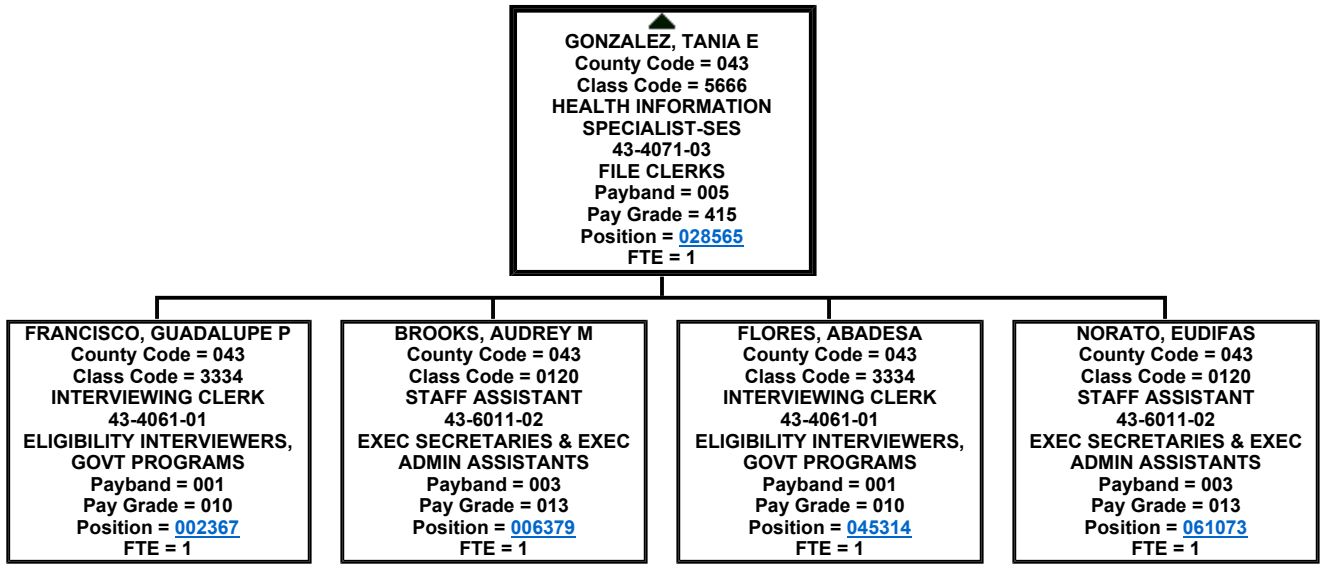 GONZALEZ, TANIA E
County Code = 043
Class Code = 5666
HEALTH INFORMATION
SPECIALIST-SES
43-4071-03
FILE CLERKS
Payband = 005
Pay Grade = 415
Position = 028565
FTE = 1
FRANCISCO, GUADALUPE P
County Code = 043
Class Code = 3334
INTERVIEWING CLERK
43-4061-01
ELIGIBILITY INTERVIEWERS,
GOVT PROGRAMS
Payband = 001
Pay Grade = 010
Position = 002367
FTE = 1
BROOKS, AUDREY M
County Code = 043
Class Code = 0120
STAFF ASSISTANT
43-6011-02
EXEC SECRETARIES & EXEC
ADMIN ASSISTANTS
Payband = 003
Pay Grade = 013
Position = 006379
FTE = 1
FLORES, ABADESA
County Code = 043
Class Code = 3334
INTERVIEWING CLERK
43-4061-01
ELIGIBILITY INTERVIEWERS,
GOVT PROGRAMS
Payband = 001
Pay Grade = 010
Position = 045314
FTE = 1
NORATO, EUDIFAS
County Code = 043
Class Code = 0120
STAFF ASSISTANT
43-6011-02
EXEC SECRETARIES & EXEC
ADMIN ASSISTANTS
Payband = 003
Pay Grade = 013
Position = 061073
FTE = 1